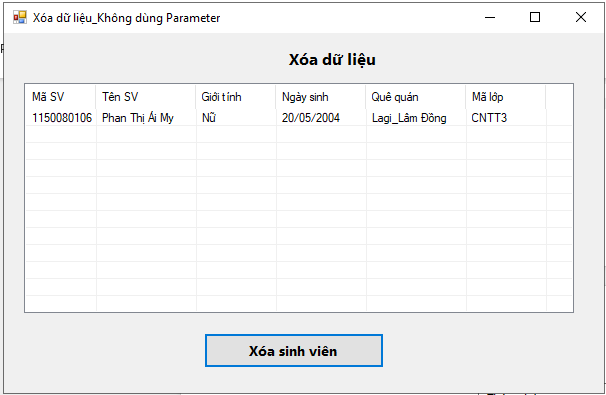 Xóa dữ liệu_Không dùng Parameter
Xóa dữ liệu
Mã SV Tên SV Giới tính Ngày sinh Quê quán Mã lớp
1150080106 Phan Thị Ái My Nữ 20/05/2004 Lagi_Lâm Đồng CNTT3
Xóa sinh viên